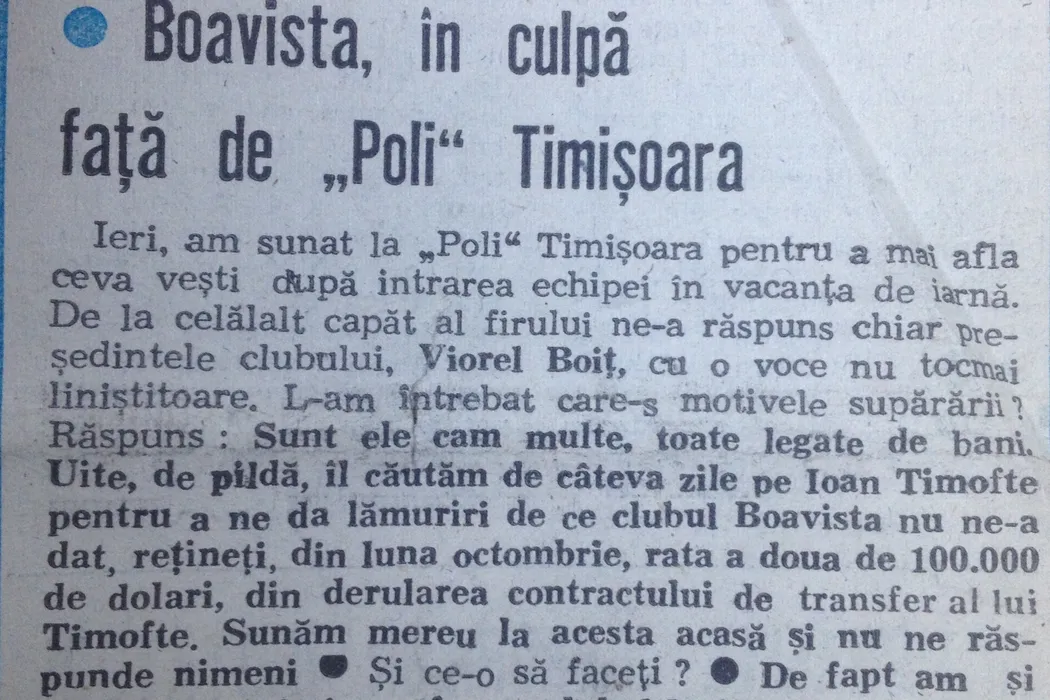 ● Boavista, în culpă
față de „Poli“ Timișoara
Ieri, am sunat la „Poli“ Timișoara pentru a mai afla
ceva vești după intrarea echipei în vacanța de iarnă.
De la celălalt capăt al firului ne-a răspuns chiar pre-
ședintele clubului, Viorel Boiț, cu o voce nu tocmai
liniștitoare. L-am întrebat care-s motivele supărării ?
Răspuns : Sunt ele cam multe, toate legate de bani.
Uite, de pildă, îl căutăm de câteva zile pe Ioan Timofte
pentru a ne da lămuriri de ce clubul Boavista nu ne-a
dat, rețineți, din luna octombrie, rata a doua de 100.000
de dolari, din derularea contractului de transfer al lui
Timofte. Sunăm mereu la acesta acasă și nu ne răs-
punde nimeni ● Și ce-o să faceți ? ● De fapt am și